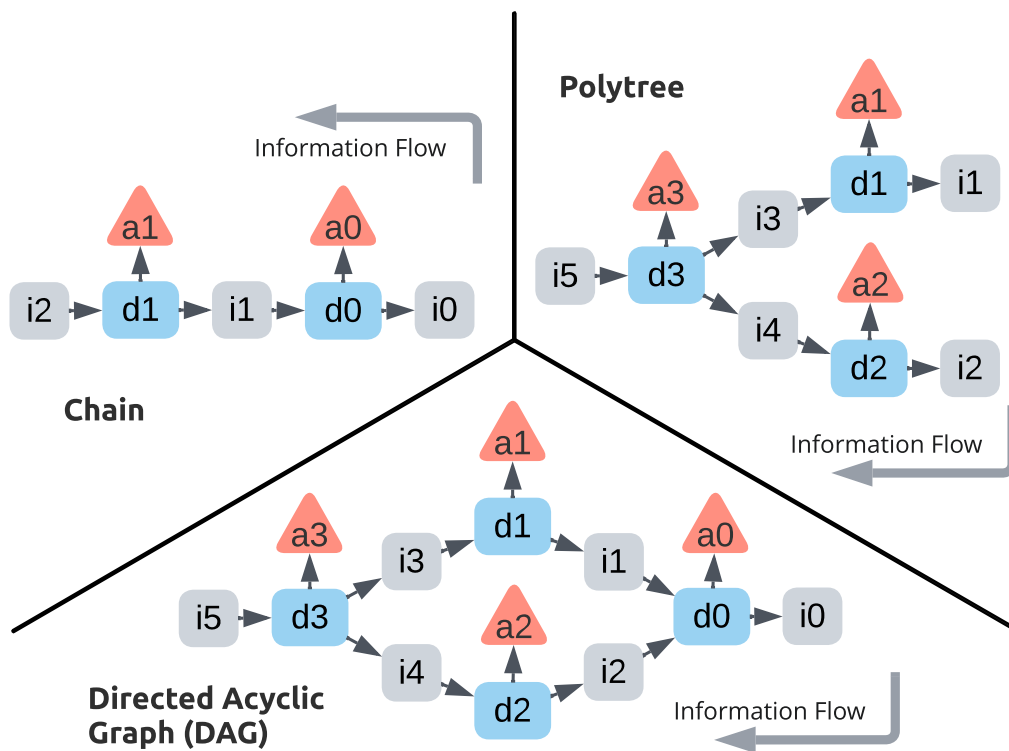 Information Flow
a1
a0
i2
d1
i1
d0
i0
Chain
Polytree
a1
d1
i1
a3
i3
i5
d3
a2
i4
d2
i2
Information Flow
a1
d1
a3
i3
i1
a0
i5
d3
a2
d0
i0
i4
i2
d2
Directed Acyclic
Graph (DAG)
Information Flow